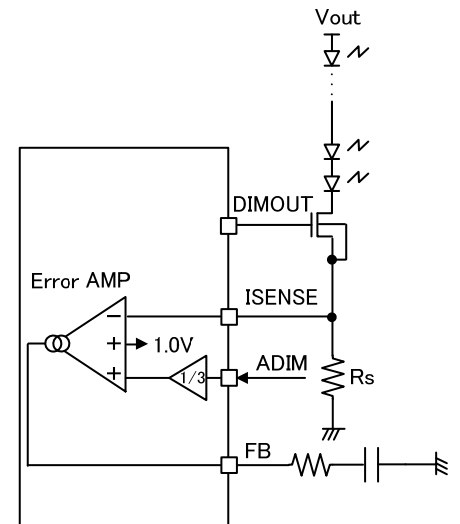 Vout
DIMOUT
Error AMP
ISENSE
−
+
1.0V
+
1/3
ADIM
Rs
FB